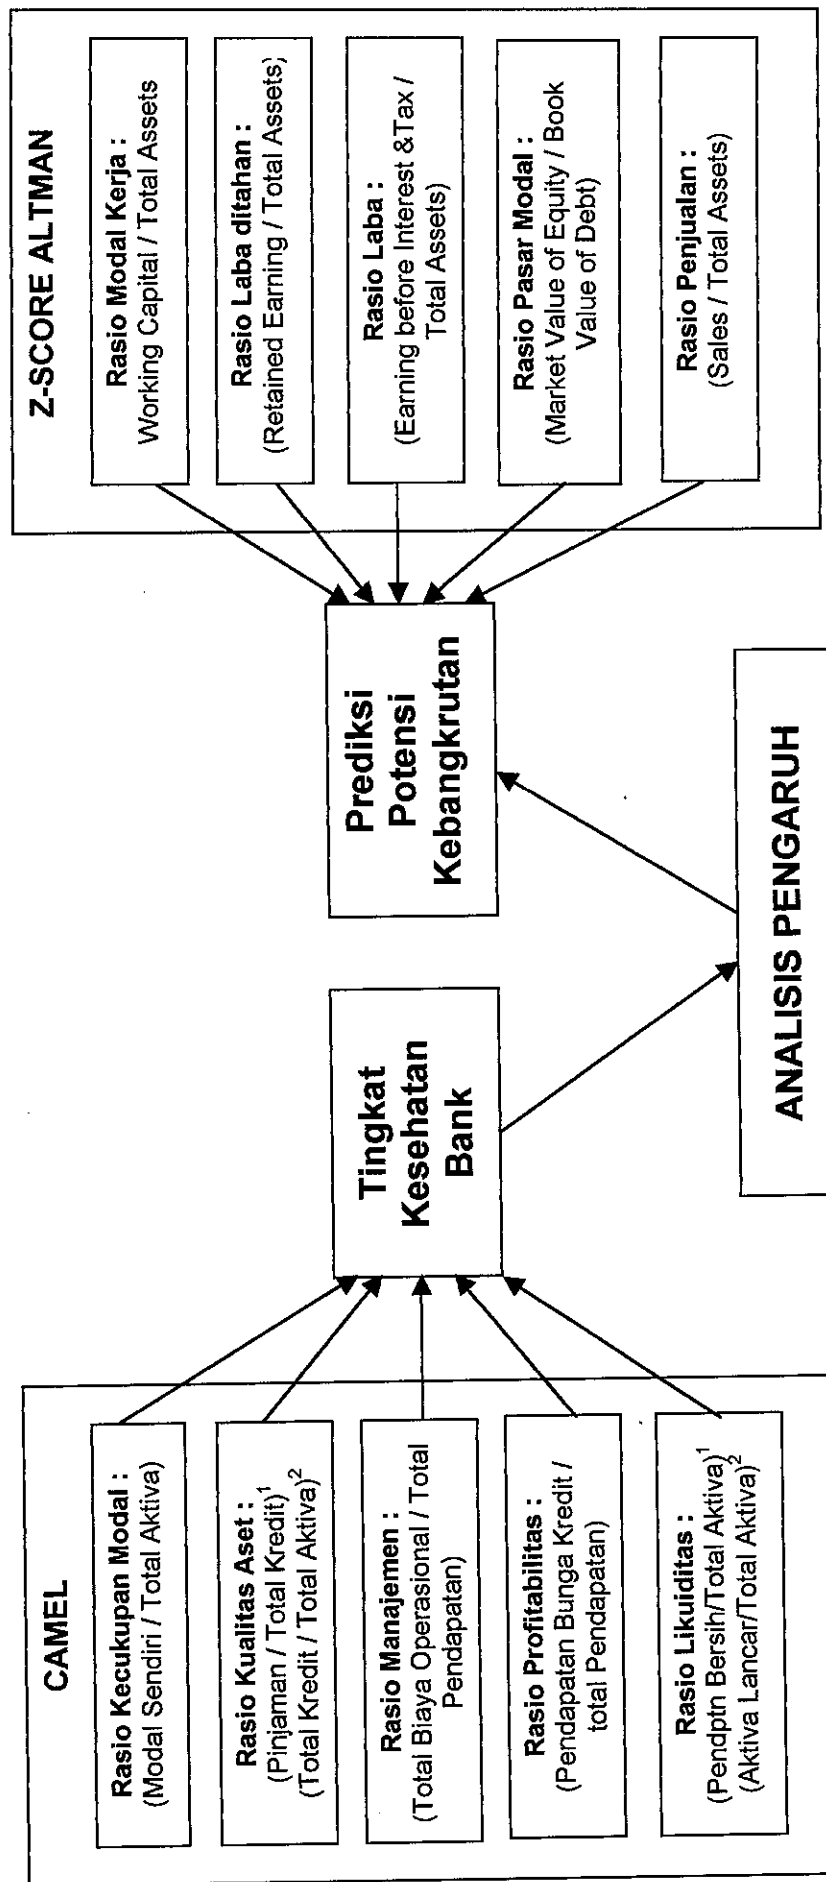 CAMEL
Rasio Kecukupan Modal :
(Modal Sendiri / Total Aktiva)
Rasio Kualitas Aset :
(Pinjaman / Total Kredit)¹
(Total Kredit / Total Aktiva)²
Rasio Manajemen :
(Total Biaya Operasional / Total
Pendapatan)
Rasio Profitabilitas :
(Pendapatan Bunga Kredit /
total Pendapatan)
Rasio Likuiditas :
(Pendptn Bersih/Total Aktiva)¹
(Aktiva Lancar/Total Aktiva)²
Tingkat
Kesehatan
Bank
ANALISIS PENGARUH
Prediksi
Potensi
Kebangkrutan
Z-SCORE ALTMAN
Rasio Modal Kerja :
Working Capital / Total Assets
Rasio Laba ditahan :
(Retained Earning / Total Assets)
Rasio Laba :
(Earning before Interest &Tax /
Total Assets)
Rasio Pasar Modal :
(Market Value of Equity / Book
Value of Debt)
Rasio Penjualan :
(Sales / Total Assets)